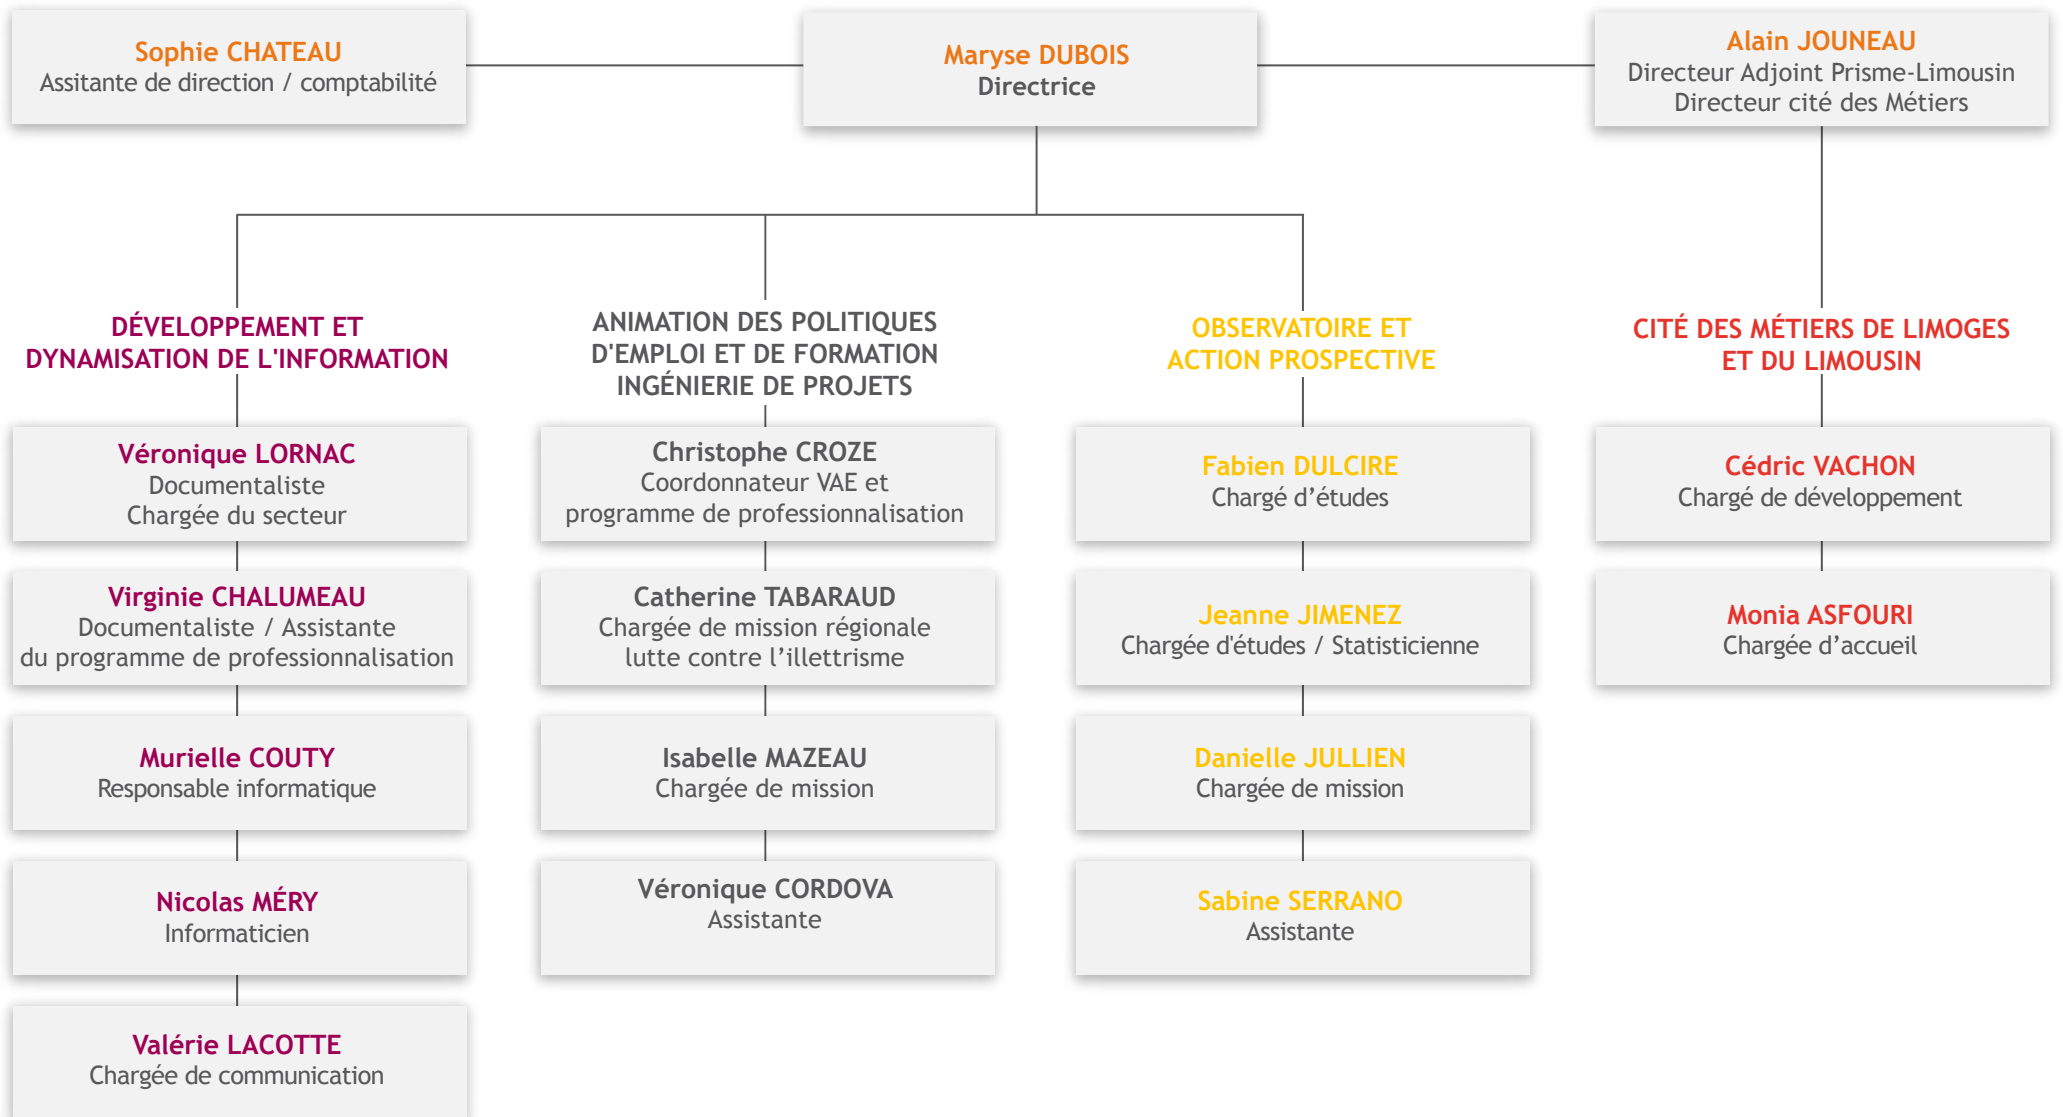 Sophie CHATEAU
Assitante de direction / comptabilité
Maryse DUBOIS
Directrice
Alain JOUNEAU
Directeur Adjoint Prisme-Limousin
Directeur cité des Métiers
DÉVELOPPEMENT ET
DYNAMISATION DE L'INFORMATION
Véronique LORNAC
Documentaliste
Chargée du secteur
Virginie CHALUMEAU
Documentaliste / Assistante
du programme de professionnalisation
Murielle COUTY
Responsable informatique
Nicolas MÉRY
Informaticien
Valérie LACOTTE
Chargée de communication
ANIMATION DES POLITIQUES
D'EMPLOI ET DE FORMATION
INGÉNIERIE DE PROJETS
Christophe CROZE
Coordonnateur VAE et
programme de professionnalisation
Catherine TABARAUD
Chargée de mission régionale
lutte contre l’illettrisme
Isabelle MAZEAU
Chargée de mission
Véronique CORDOVA
Assistante
OBSERVATOIRE ET
ACTION PROSPECTIVE
Fabien DULCIRE
Chargé d’études
Jeanne JIMENEZ
Chargée d'études / Statisticienne
Danielle JULLIEN
Chargée de mission
Sabine SERRANO
Assistante
CITÉ DES MÉTIERS DE LIMOGES
ET DU LIMOUSIN
Cédric VACHON
Chargé de développement
Monia ASFOURI
Chargée d’accueil